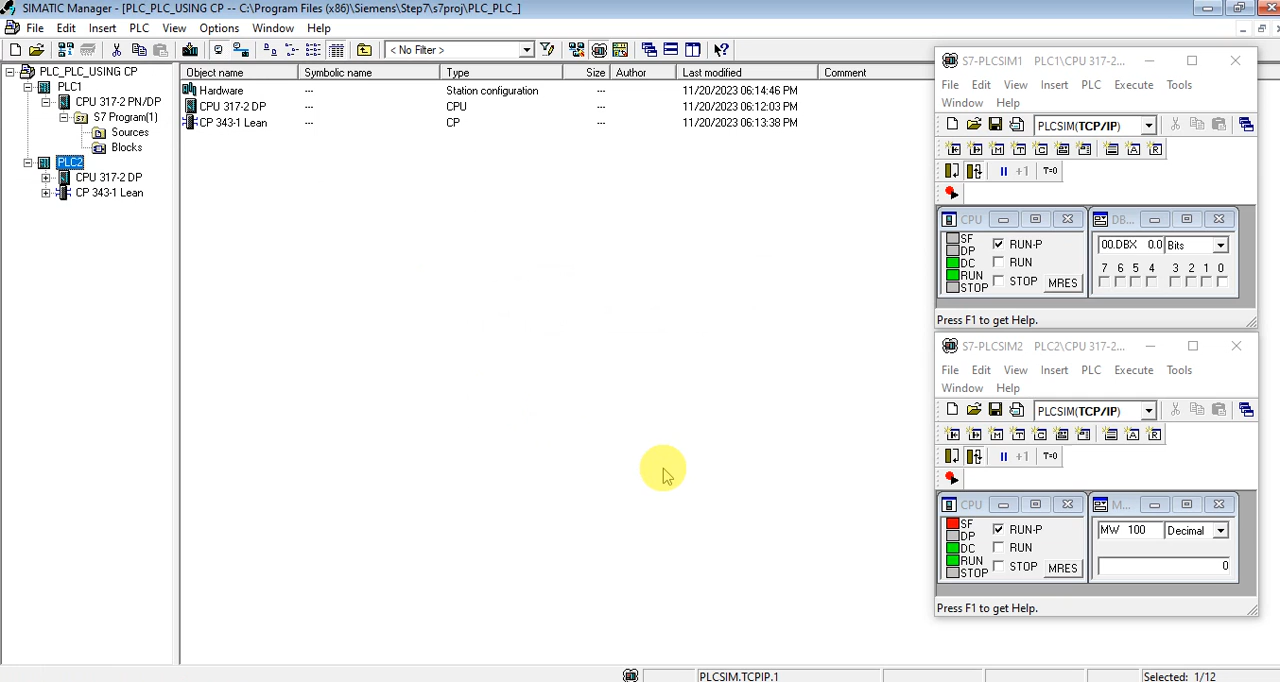 SIMATIC Manager - [PLC_PLC_USING CP -- C:\Program Files (x86)\Siemens\Step7\s7proj\PLC_PLC_]
File Edit Insert PLC View Options Window Help
< No Filter >
PLC_PLC_USING CP
PLC1
CPU 317-2 PN/DP
S7 Program(1)
Sources
Blocks
PLC2
CPU 317-2 DP
CP 343-1 Lean
Object name Symbolic name Type Size Author Last modified Comment
Hardware --- Station configuration --- 11/20/2023 06:14:46 PM
CPU 317-2 DP --- CPU --- 11/20/2023 06:12:03 PM
CP 343-1 Lean --- CP --- 11/20/2023 06:13:38 PM
S7-PLCSIM1 PLC1\CPU 317-2...
File Edit View Insert PLC Execute Tools
Window Help
PLCSIM(TCP/IP)
+1 T=0
CPU
SF
DP
DC
RUN
STOP
RUN-P
RUN
STOP MRES
DB...
00.DBX 0.0 Bits
7 6 5 4 3 2 1 0
Press F1 to get Help.
S7-PLCSIM2 PLC2\CPU 317-2...
File Edit View Insert PLC Execute Tools
Window Help
PLCSIM(TCP/IP)
+1 T=0
CPU
SF
DP
DC
RUN
STOP
RUN-P
RUN
STOP MRES
M...
MW 100 Decimal
0
Press F1 to get Help.
PLCSIM.TCPIP.1
Selected: 1/12